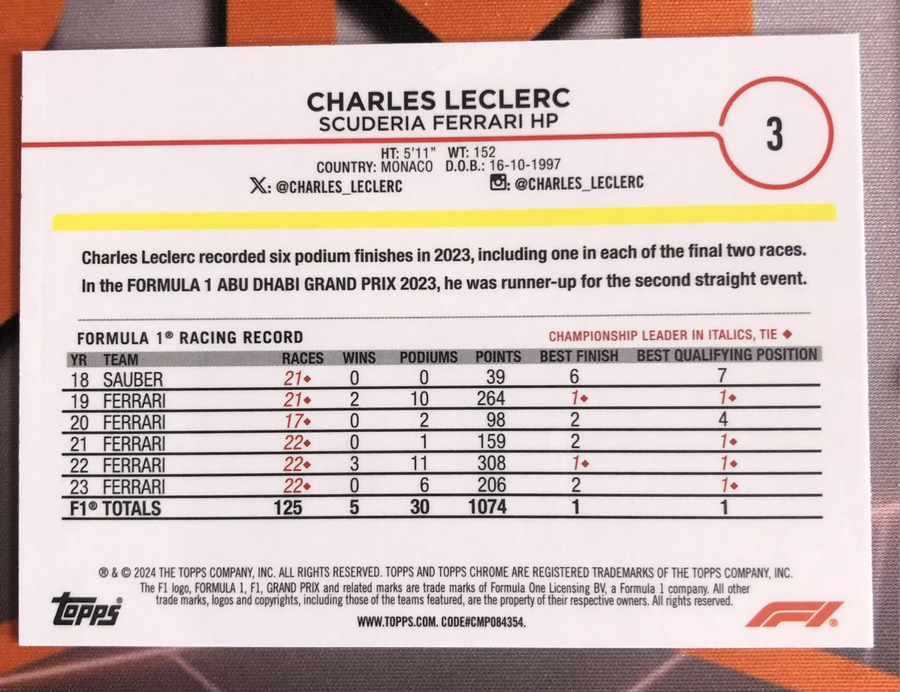 CHARLES LECLERC
SCUDERIA FERRARI HP
3
HT: 5'11" WT: 152
COUNTRY: MONACO D.O.B.: 16-10-1997
X: @CHARLES_LECLERC : @CHARLES_LECLERC
Charles Leclerc recorded six podium finishes in 2023, including one in each of the final two races.
In the FORMULA 1 ABU DHABI GRAND PRIX 2023, he was runner-up for the second straight event.
FORMULA 1® RACING RECORD CHAMPIONSHIP LEADER IN ITALICS, TIE ◆
YR TEAM RACES WINS PODIUMS POINTS BEST FINISH BEST QUALIFYING POSITION
18 SAUBER 21◆ 0 0 39 6 7
19 FERRARI 21◆ 2 10 264 1◆ 1◆
20 FERRARI 17◆ 0 2 98 2 4
21 FERRARI 22◆ 0 1 159 2 1◆
22 FERRARI 22◆ 3 11 308 1◆ 1◆
23 FERRARI 22◆ 0 6 206 2 1◆
F1® TOTALS 125 5 30 1074 1 1
® & © 2024 THE TOPPS COMPANY, INC. ALL RIGHTS RESERVED. TOPPS AND TOPPS CHROME ARE REGISTERED TRADEMARKS OF THE TOPPS COMPANY, INC.
The F1 logo, FORMULA 1, F1, GRAND PRIX and related marks are trade marks of Formula One Licensing BV, a Formula 1 company. All other
trade marks, logos and copyrights, including those of the teams featured, are the property of their respective owners. All rights reserved.
WWW.TOPPS.COM. CODE#CMP084354.
Topps®
F1®